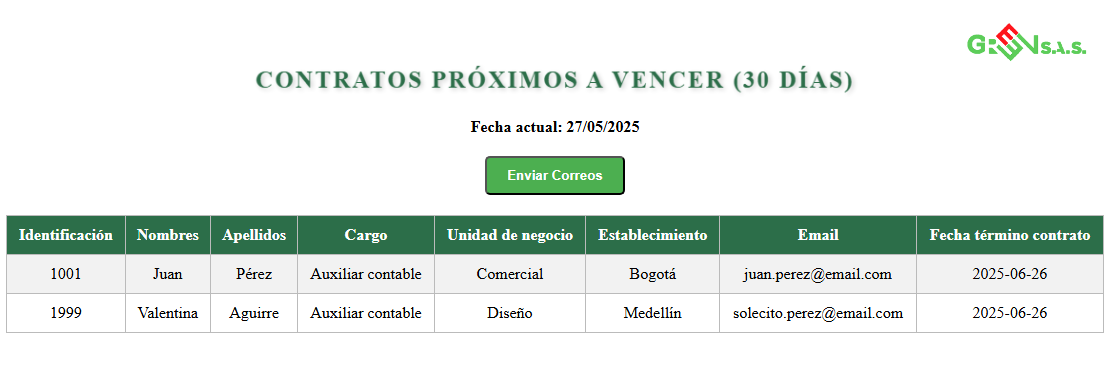 GREEN S.A.S.
CONTRATOS PRÓXIMOS A VENCER (30 DÍAS)
Fecha actual: 27/05/2025
Enviar Correos
Identificación Nombres Apellidos Cargo Unidad de negocio Establecimiento Email Fecha término contrato
1001 Juan Pérez Auxiliar contable Comercial Bogotá juan.perez@email.com 2025-06-26
1999 Valentina Aguirre Auxiliar contable Diseño Medellín solecito.perez@email.com 2025-06-26